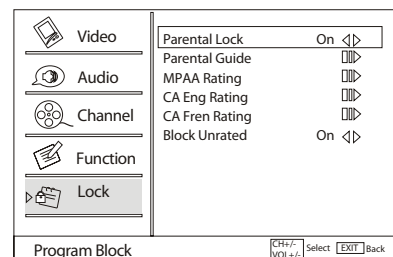 Video
Audio
Channel
Function
Lock
Parental Lock On
Parental Guide
MPAA Rating
CA Eng Rating
CA Fren Rating
Block Unrated On
Program Block
CH+/-
VOL+/-
Select EXIT Back